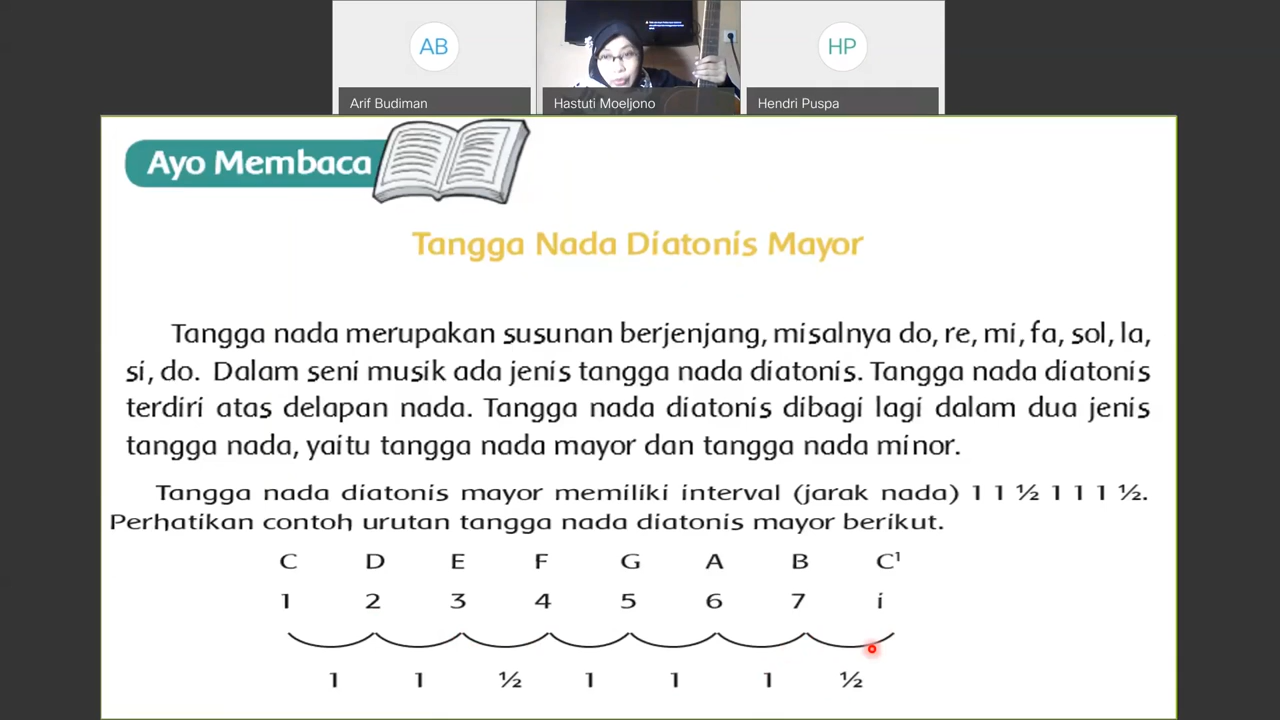 AB
HP
Arif Budiman
Hastuti Moeljono
Hendri Puspa
Ayo Membaca
Tangga Nada Diatonis Mayor
Tangga nada merupakan susunan berjenjang, misalnya do, re, mi, fa, sol, la,
si, do. Dalam seni musik ada jenis tangga nada diatonis. Tangga nada diatonis
terdiri atas delapan nada. Tangga nada diatonis dibagi lagi dalam dua jenis
tangga nada, yaitu tangga nada mayor dan tangga nada minor.
Tangga nada diatonis mayor memiliki interval (jarak nada) 1 1 ½ 1 1 1 ½.
Perhatikan contoh urutan tangga nada diatonis mayor berikut.
C D E F G A B C¹
1 2 3 4 5 6 7 i
1 1 ½ 1 1 1 ½